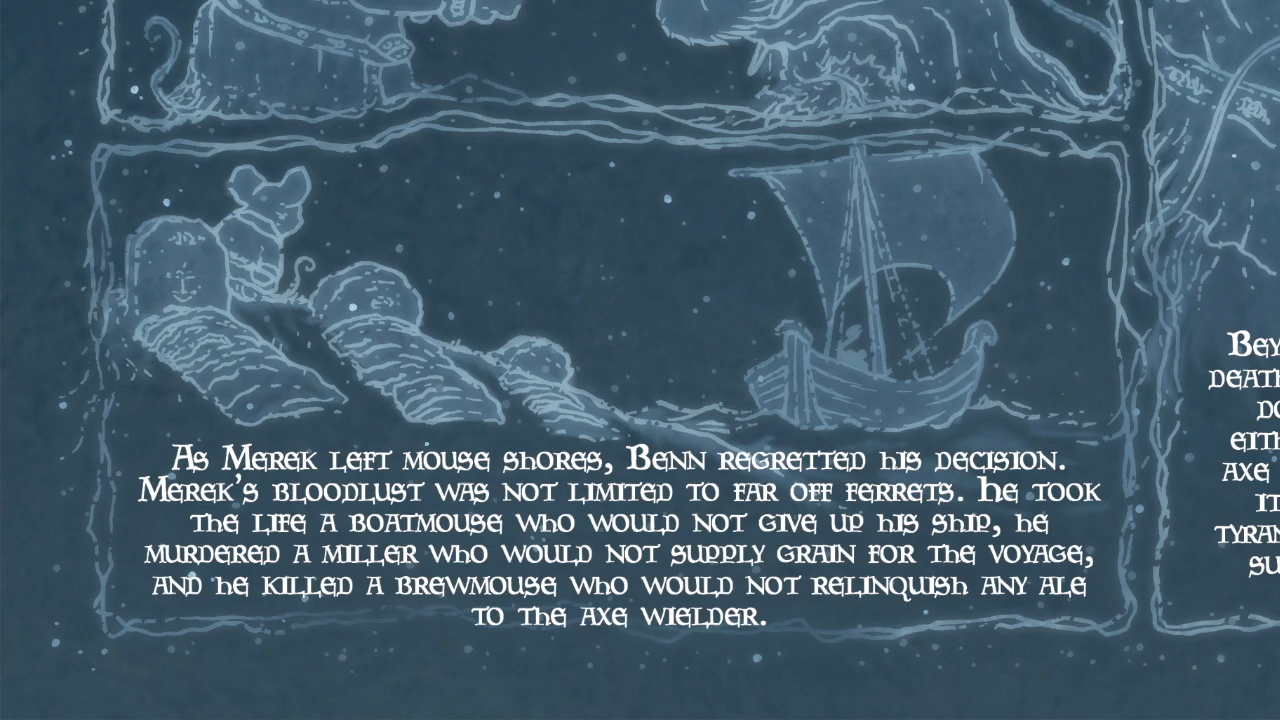 As Merek left mouse shores, Benn regretted his decision.
Merek's bloodlust was not limited to far off ferrets. He took
the life a boatmouse who would not give up his ship, he
murdered a miller who would not supply grain for the voyage,
and he killed a brewmouse who would not relinquish any ale
to the axe wielder.
axe